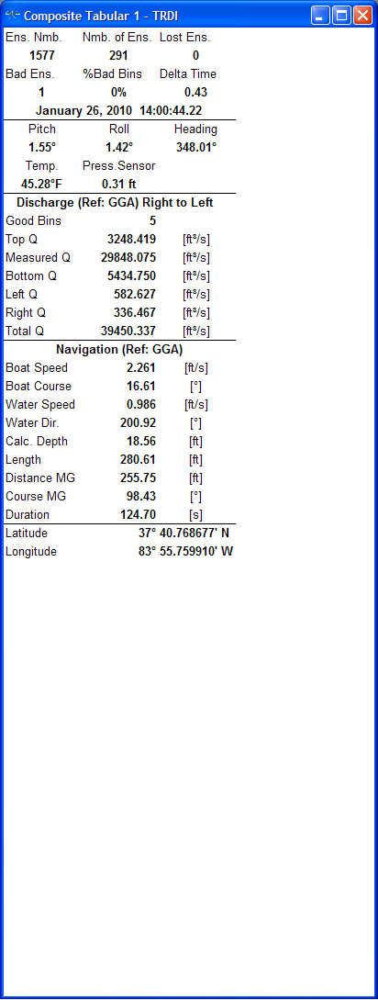 Composite Tabular 1 - TRDI
Ens. Nmb. Nmb. of Ens. Lost Ens.
1577 291 0
Bad Ens. %Bad Bins Delta Time
1 0% 0.43
January 26, 2010 14:00:44.22
Pitch Roll Heading
1.55° 1.42° 348.01°
Temp. Press.Sensor
45.28°F 0.31 ft
Discharge (Ref: GGA) Right to Left
Good Bins 5
Top Q 3248.419 [ft³/s]
Measured Q 29848.075 [ft³/s]
Bottom Q 5434.750 [ft³/s]
Left Q 582.627 [ft³/s]
Right Q 336.467 [ft³/s]
Total Q 39450.337 [ft³/s]
Navigation (Ref: GGA)
Boat Speed 2.261 [ft/s]
Boat Course 16.61 [°]
Water Speed 0.986 [ft/s]
Water Dir. 200.92 [°]
Calc. Depth 18.56 [ft]
Length 280.61 [ft]
Distance MG 255.75 [ft]
Course MG 98.43 [°]
Duration 124.70 [s]
Latitude 37° 40.768677' N
Longitude 83° 55.759910' W